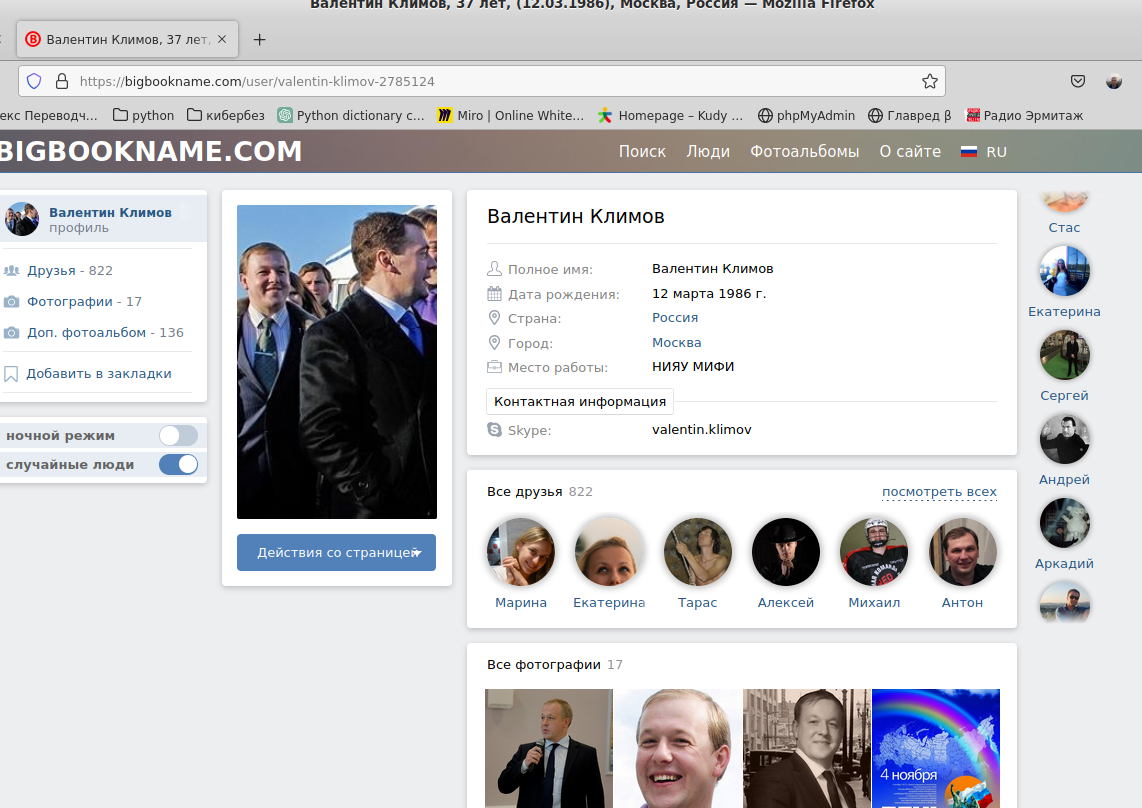 Валентин Климов, 37 лет, (12.03.1986), Москва, Россия — Mozilla Firefox
Валентин Климов, 37 лет,
https://bigbookname.com/user/valentin-klimov-2785124
екс Переводч… python кибербез Python dictionary c… Miro | Online White… Homepage – Kudy … phpMyAdmin Главред β Радио Эрмитаж
BIGBOOKNAME.COM
Поиск Люди Фотоальбомы О сайте RU
Валентин Климов
профиль
Друзья - 822
Фотографии - 17
Доп. фотоальбом - 136
Добавить в закладки
ночной режим
случайные люди
Действия со страницей
Валентин Климов
Полное имя: Валентин Климов
Дата рождения: 12 марта 1986 г.
Страна: Россия
Город: Москва
Место работы: НИЯУ МИФИ
Контактная информация
Skype: valentin.klimov
Все друзья 822 посмотреть всех
Марина Екатерина Тарас Алексей Михаил Антон
Все фотографии 17
4 ноября
Стас
Екатерина
Сергей
Андрей
Аркадий